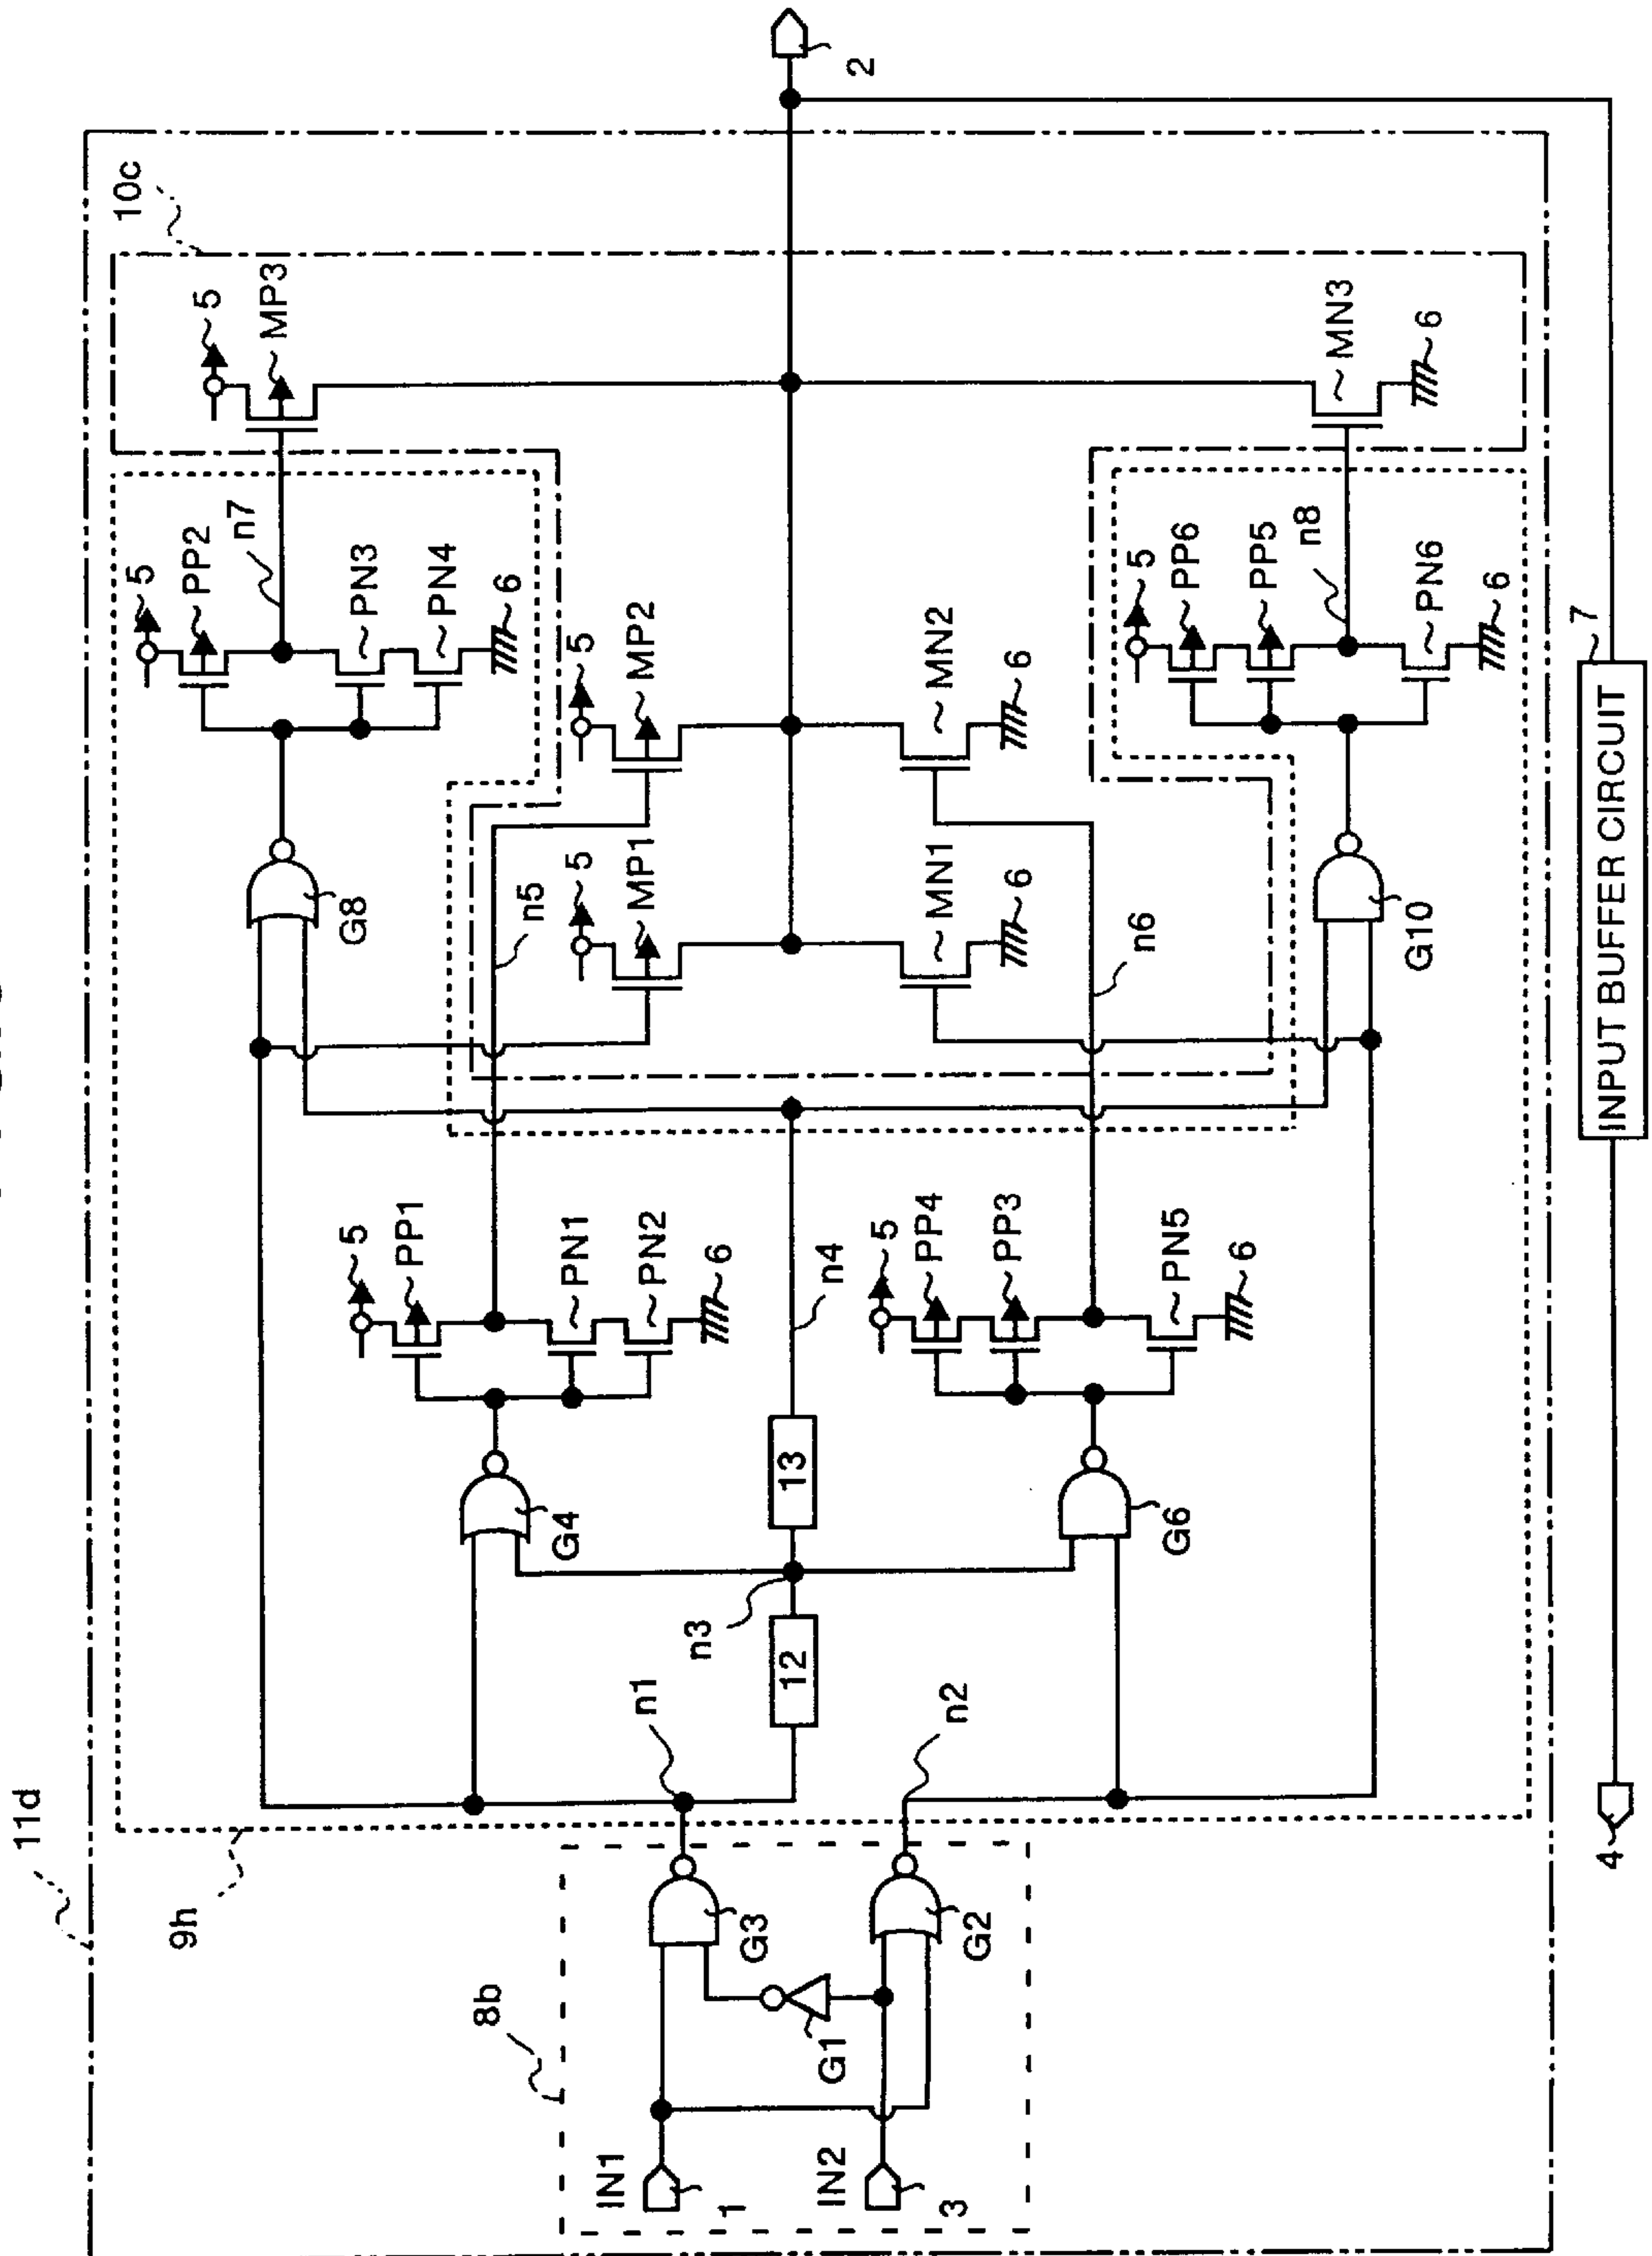 11d
10c
9h
8b
5
MP3
5
PP2
n7
PN3
PN4
6
G8
n5
5
MP2
5
MP1
MN2
6
MN1
6
n6
5
PP6
PP5
n8
PN6
6
G10
MN3
6
2
5
PP1
PN1
PN2
6
G4
n4
13
n3
12
5
PP4
PP3
PN5
6
G6
n1
n2
G3
G2
G1
IN1
1
IN2
3
7
INPUT BUFFER CIRCUIT
4